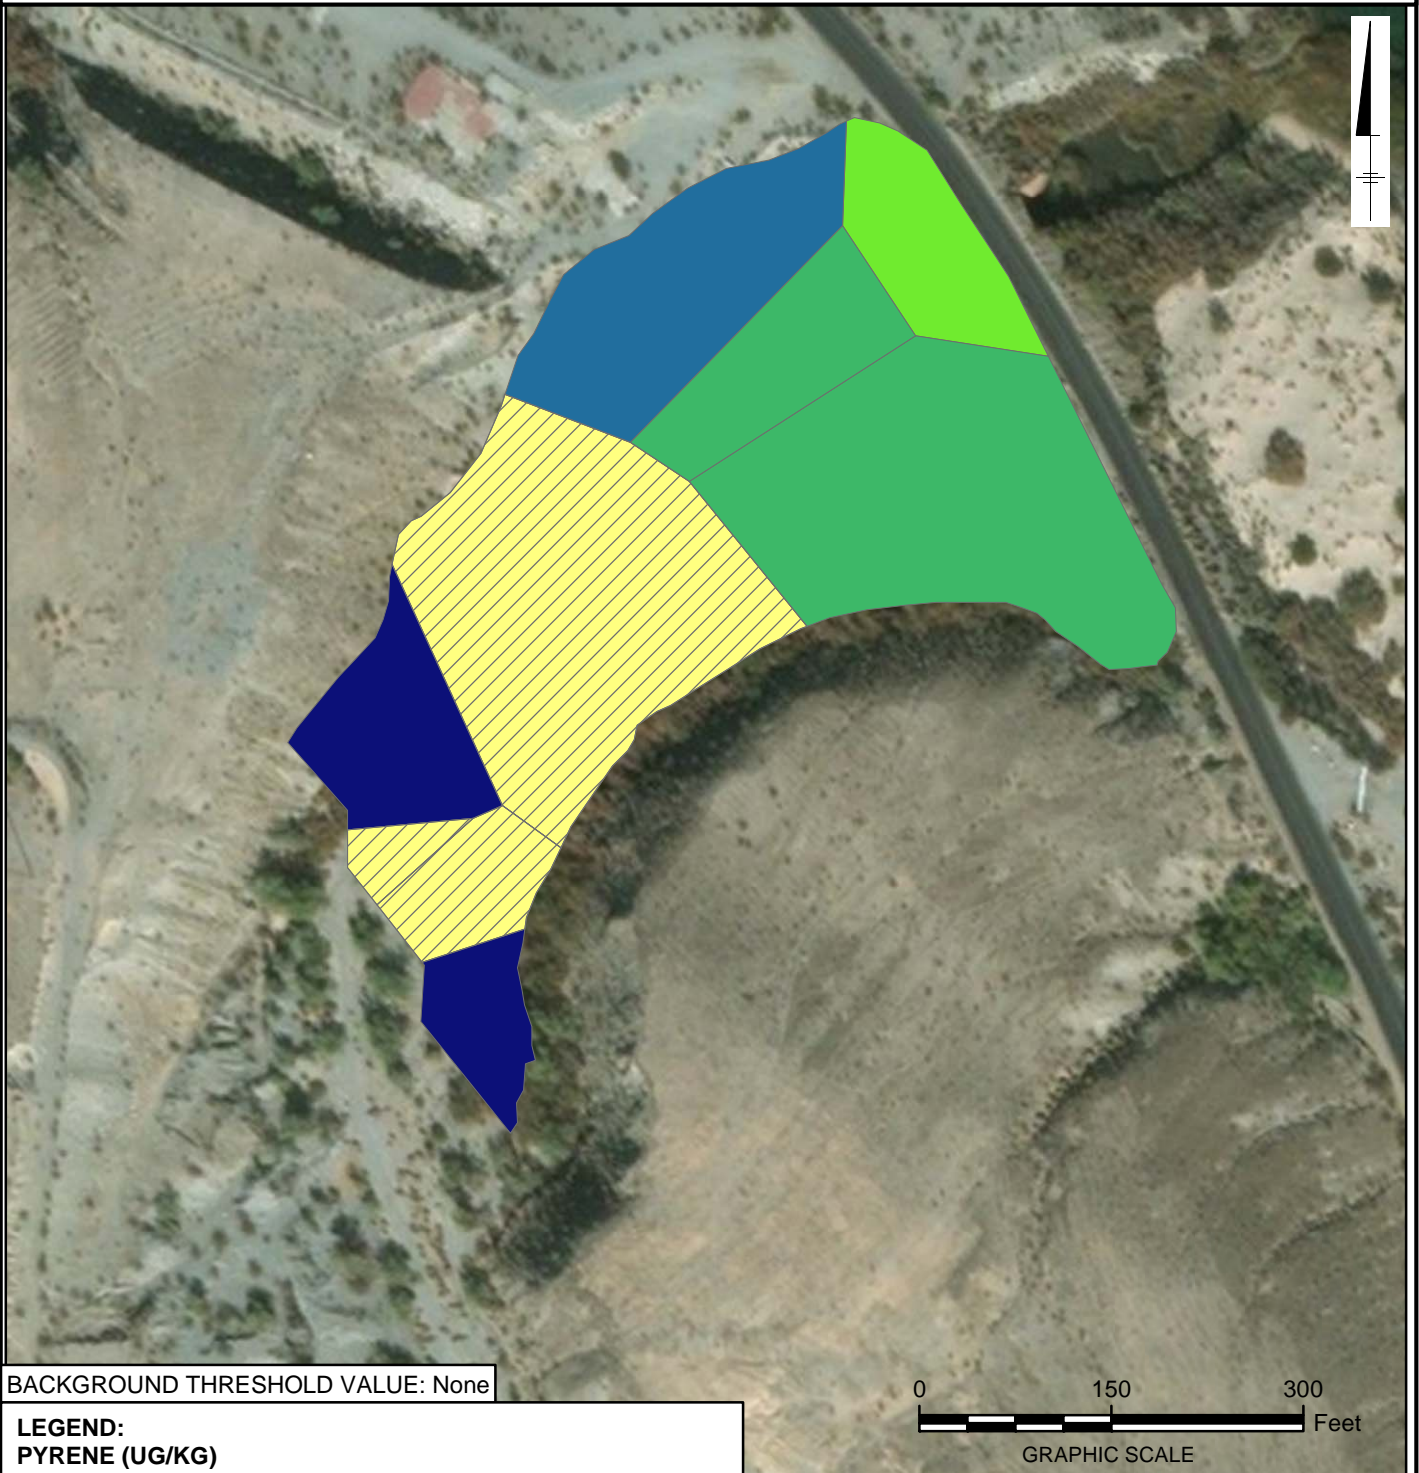 BACKGROUND THRESHOLD VALUE: None
LEGEND:
PYRENE (UG/KG)
0 150 300
Feet
GRAPHIC SCALE